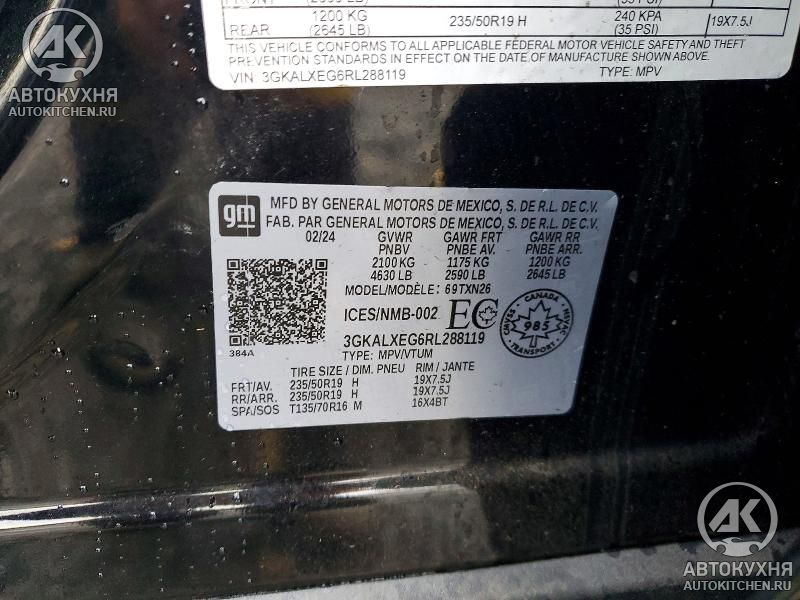 1200 KG 235/50R19 H 240 KPA 19X7.5J
REAR (2645 LB) (35 PSI)
THIS VEHICLE CONFORMS TO ALL APPLICABLE FEDERAL MOTOR VEHICLE SAFETY AND THEFT
PREVENTION STANDARDS IN EFFECT ON THE DATE OF MANUFACTURE SHOWN ABOVE.
VIN: 3GKALXEG6RL288119 TYPE: MPV
АК
АВТОКУХНЯ
AUTOKITCHEN.RU
gm
MFD BY GENERAL MOTORS DE MEXICO, S. DE R.L. DE C.V.
FAB. PAR GENERAL MOTORS DE MEXICO, S. DE R.L. DE C.V.
02/24 GVWR GAWR FRT GAWR RR
PNBV PNBE AV. PNBE ARR.
2100 KG 1175 KG 1200 KG
4630 LB 2590 LB 2645 LB
MODEL/MODÈLE: 69TXN26
ICES/NMB-002 EC
CANADA
985
TRANSPORT
NSVAC
HSVAC
384A
3GKALXEG6RL288119
TYPE: MPV/VTUM
TIRE SIZE / DIM. PNEU RIM / JANTE
FRT/AV. 235/50R19 H 19X7.5J
RR/ARR. 235/50R19 H 19X7.5J
SPA/SOS T135/70R16 M 16X4BT
АК
АВТОКУХНЯ
AUTOKITCHEN.RU